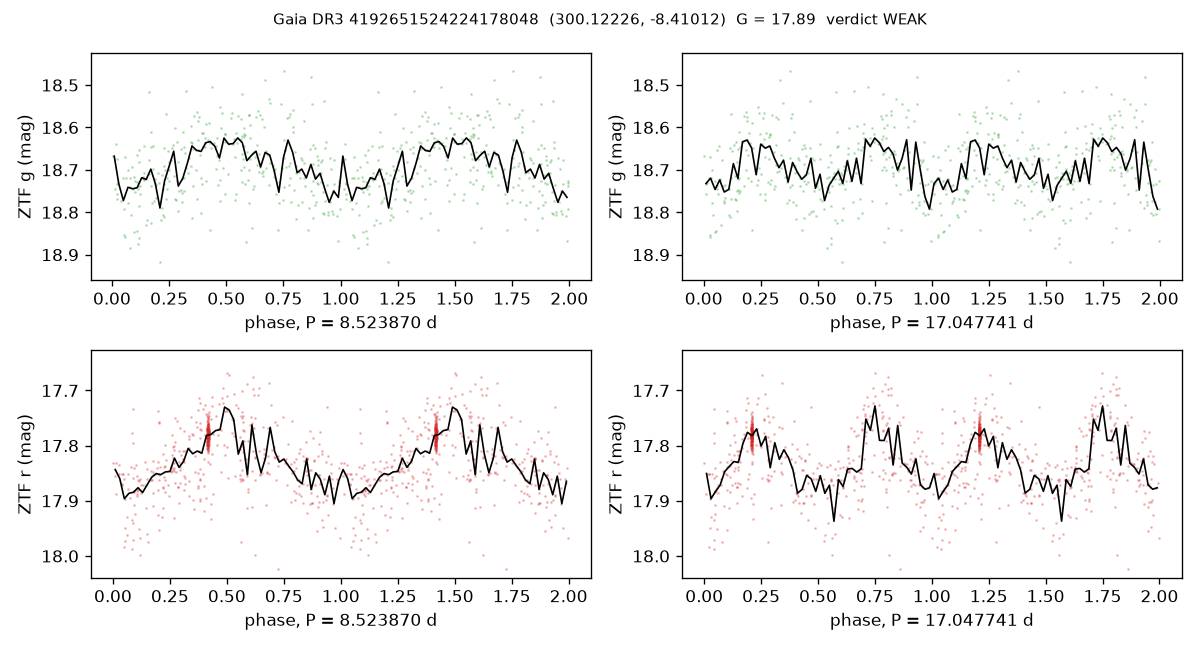 Gaia DR3 4192651524224178048 (300.12226, -8.41012) G = 17.89 verdict WEAK
ZTF g (mag)
18.5
18.6
18.7
18.8
18.9
0.00 0.25 0.50 0.75 1.00 1.25 1.50 1.75 2.00
phase, P = 8.523870 d
ZTF g (mag)
18.5
18.6
18.7
18.8
18.9
0.00 0.25 0.50 0.75 1.00 1.25 1.50 1.75 2.00
phase, P = 17.047741 d
ZTF r (mag)
17.7
17.8
17.9
18.0
0.00 0.25 0.50 0.75 1.00 1.25 1.50 1.75 2.00
phase, P = 8.523870 d
ZTF r (mag)
17.7
17.8
17.9
18.0
0.00 0.25 0.50 0.75 1.00 1.25 1.50 1.75 2.00
phase, P = 17.047741 d